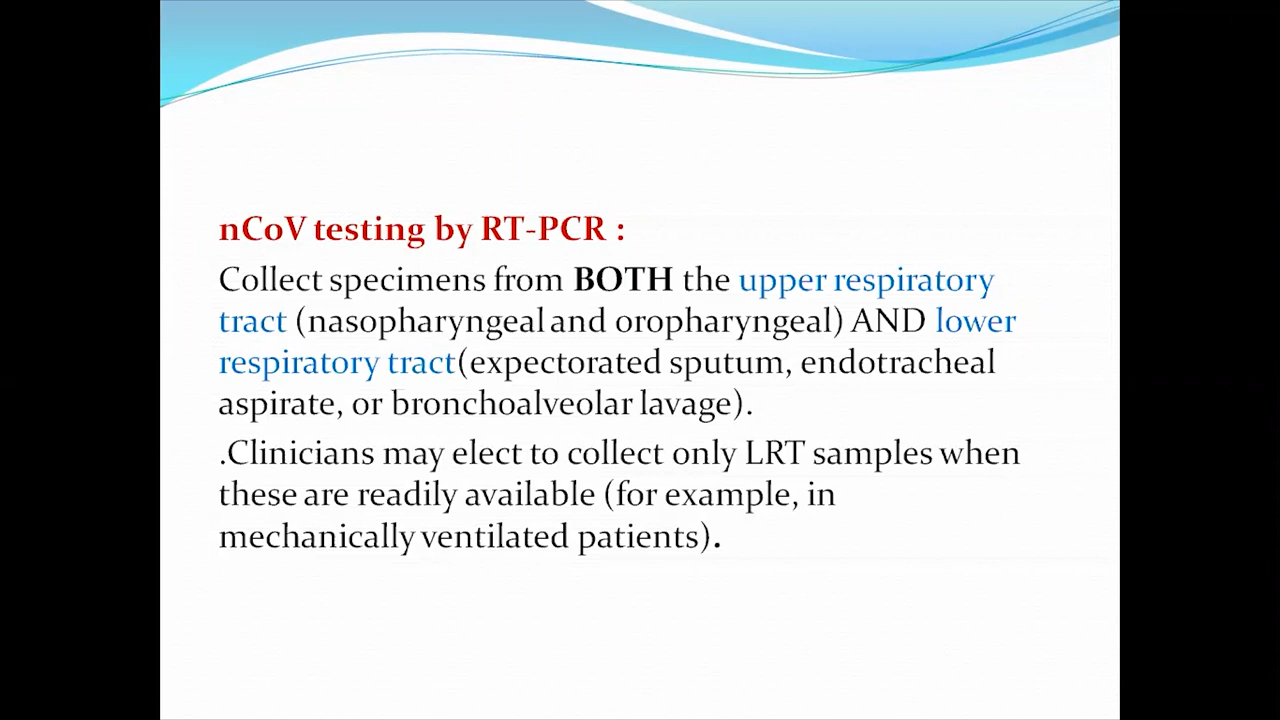 nCoV testing by RT-PCR :
Collect specimens from BOTH the upper respiratory
tract (nasopharyngeal and oropharyngeal) AND lower
respiratory tract(expectorated sputum, endotracheal
aspirate, or bronchoalveolar lavage).
.Clinicians may elect to collect only LRT samples when
these are readily available (for example, in
mechanically ventilated patients).